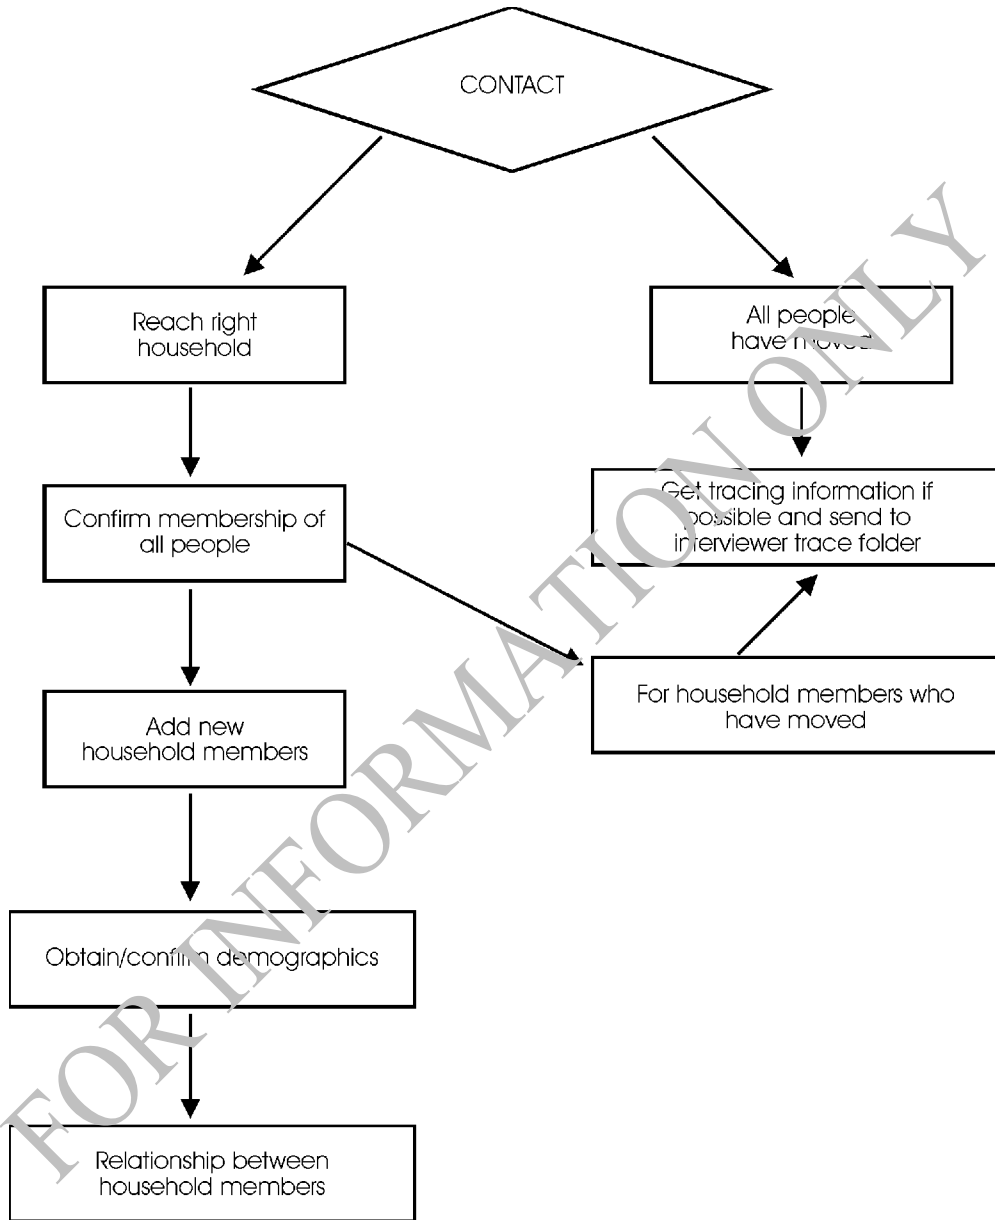 CONTACT
Reach right
household
All people
have moved
Confirm membership of
all people
Get tracing information if
possible and send to
interviewer trace folder
For household members who
have moved
Add new
household members
Obtain/confirm demographics
Relationship between
household members
FOR INFORMATION ONLY